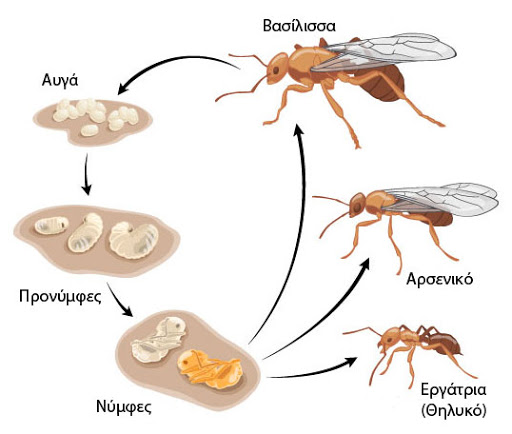 Βασίλισσα
Αυγά
Προνύμφες
Νύμφες
Αρσενικό
Εργάτρια
(Θηλυκό)